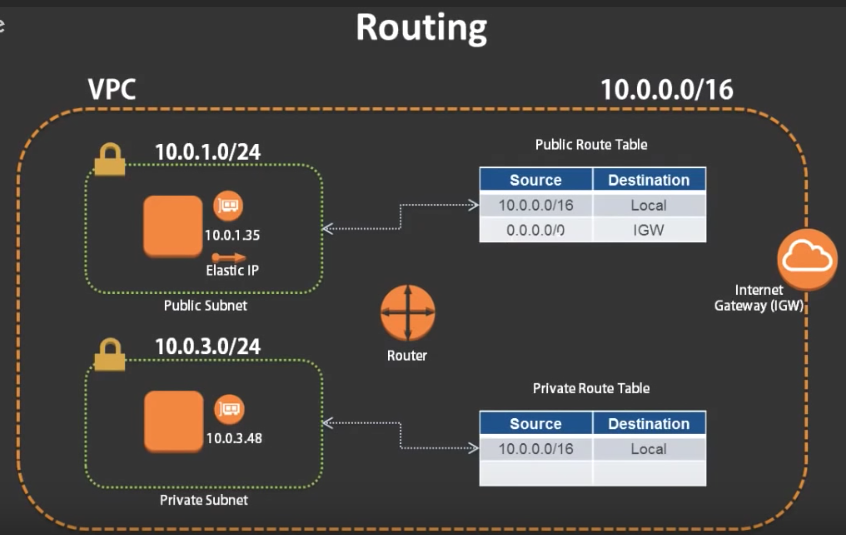 Routing
VPC
10.0.0.0/16
10.0.1.0/24
10.0.1.35
Elastic IP
Public Subnet
Public Route Table
Source Destination
10.0.0.0/16 Local
0.0.0.0/0 IGW
Internet
Gateway (IGW)
Router
10.0.3.0/24
10.0.3.48
Private Subnet
Private Route Table
Source Destination
10.0.0.0/16 Local